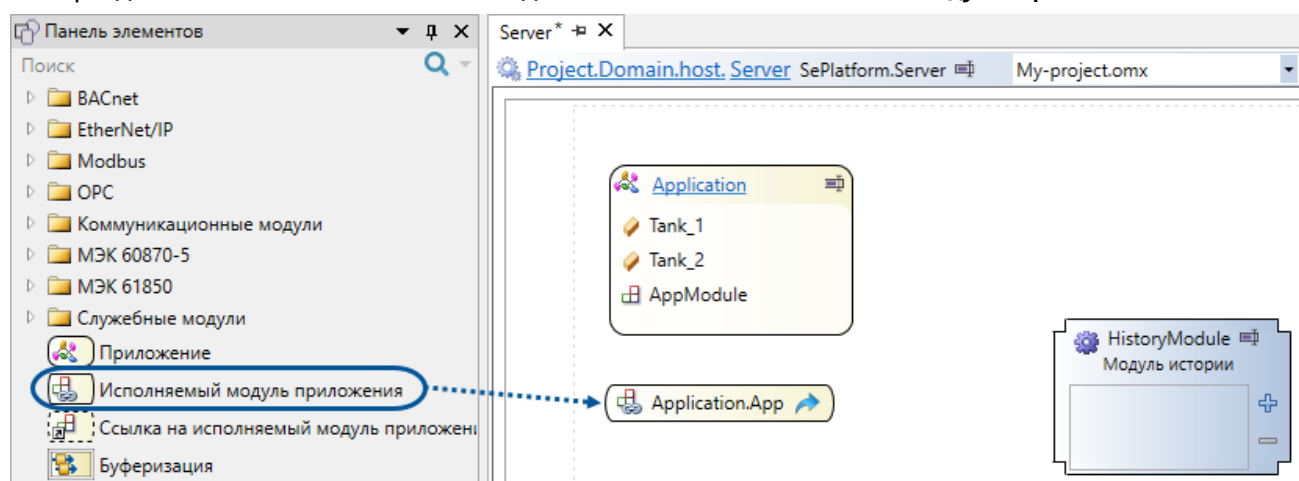 Панель элементов
Поиск
BACnet
EtherNet/IP
Modbus
OPC
Коммуникационные модули
МЭК 60870-5
МЭК 61850
Служебные модули
Приложение
Исполняемый модуль приложения
Ссылка на исполняемый модуль приложен
Буферизация
Server*
Project.Domain.host. Server SePlatform.Server My-project.omx
Application
Tank_1
Tank_2
AppModule
Application.App
HistoryModule
Модуль истории